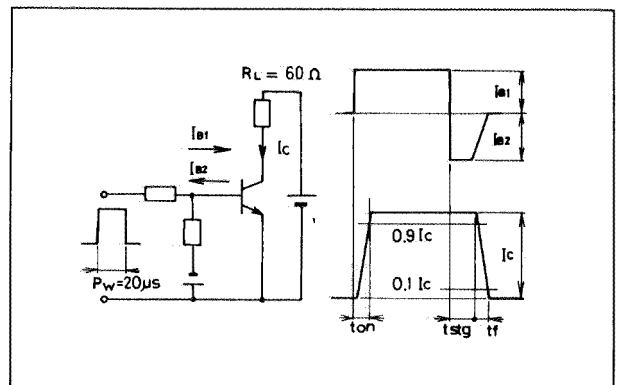 RL = 60 Ω
IB1
IB2
Ic
PW=20µs
IB1
IB2
0.9 Ic
Ic
0.1 Ic
ton
tstg
tf